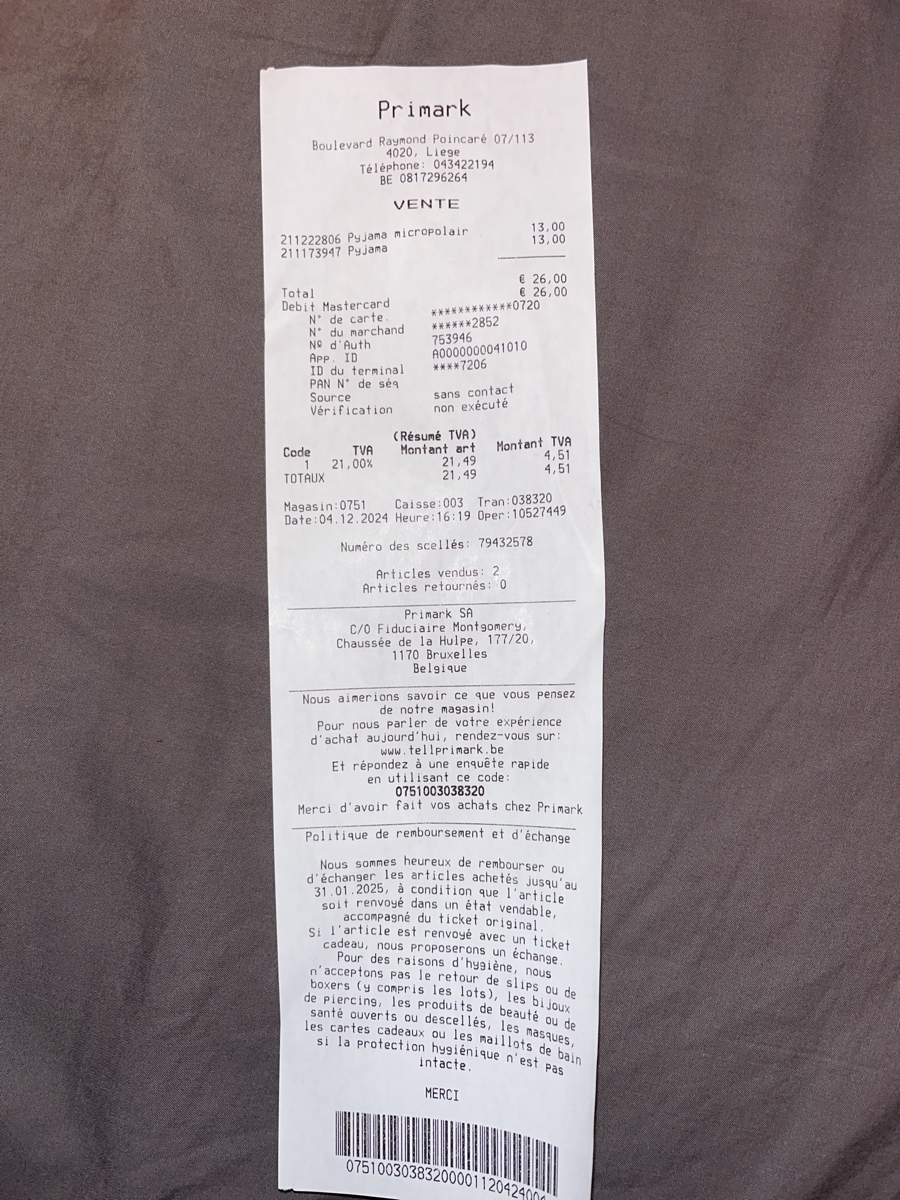 Primark
Boulevard Raymond Poincaré 07/113
4020, Liege
Téléphone: 043422194
BE 0817296264
VENTE
211222806 Pyjama micropolair 13,00
211173947 Pyjama 13,00
Total € 26,00
Debit Mastercard € 26,00
N° de carte. ************0720
N° du marchand ******2852
Nº d'Auth 753946
App. ID A0000000041010
ID du terminal ****7206
PAN N° de séq
Source sans contact
Vérification non exécuté
(Résumé TVA)
Code TVA Montant art Montant TVA
1 21,00% 21,49 4,51
TOTAUX 21,49 4,51
Magasin:0751 Caisse:003 Tran:038320
Date:04.12.2024 Heure:16:19 Oper:10527449
Numéro des scellés: 79432578
Articles vendus: 2
Articles retournés: 0
Primark SA
C/O Fiduciaire Montgomery,
Chaussée de la Hulpe, 177/20,
1170 Bruxelles
Belgique
Nous aimerions savoir ce que vous pensez
de notre magasin!
Pour nous parler de votre expérience
d'achat aujourd'hui, rendez-vous sur:
www.tellprimark.be
Et répondez à une enquête rapide
en utilisant ce code:
0751003038320
Merci d'avoir fait vos achats chez Primark
Politique de remboursement et d'échange
Nous sommes heureux de rembourser ou
d'échanger les articles achetés jusqu'au
31.01.2025, à condition que l'article
soit renvoyé dans un état vendable,
accompagné du ticket original.
Si l'article est renvoyé avec un ticket
cadeau, nous proposerons un échange.
Pour des raisons d'hygiène, nous
n'acceptons pas le retour de slips ou de
boxers (y compris les lots), les bijoux
de piercing, les produits de beauté ou de
santé ouverts ou descellés, les masques,
les cartes cadeaux ou les maillots de bain
si la protection hygiénique n'est pas
intacte.
MERCI